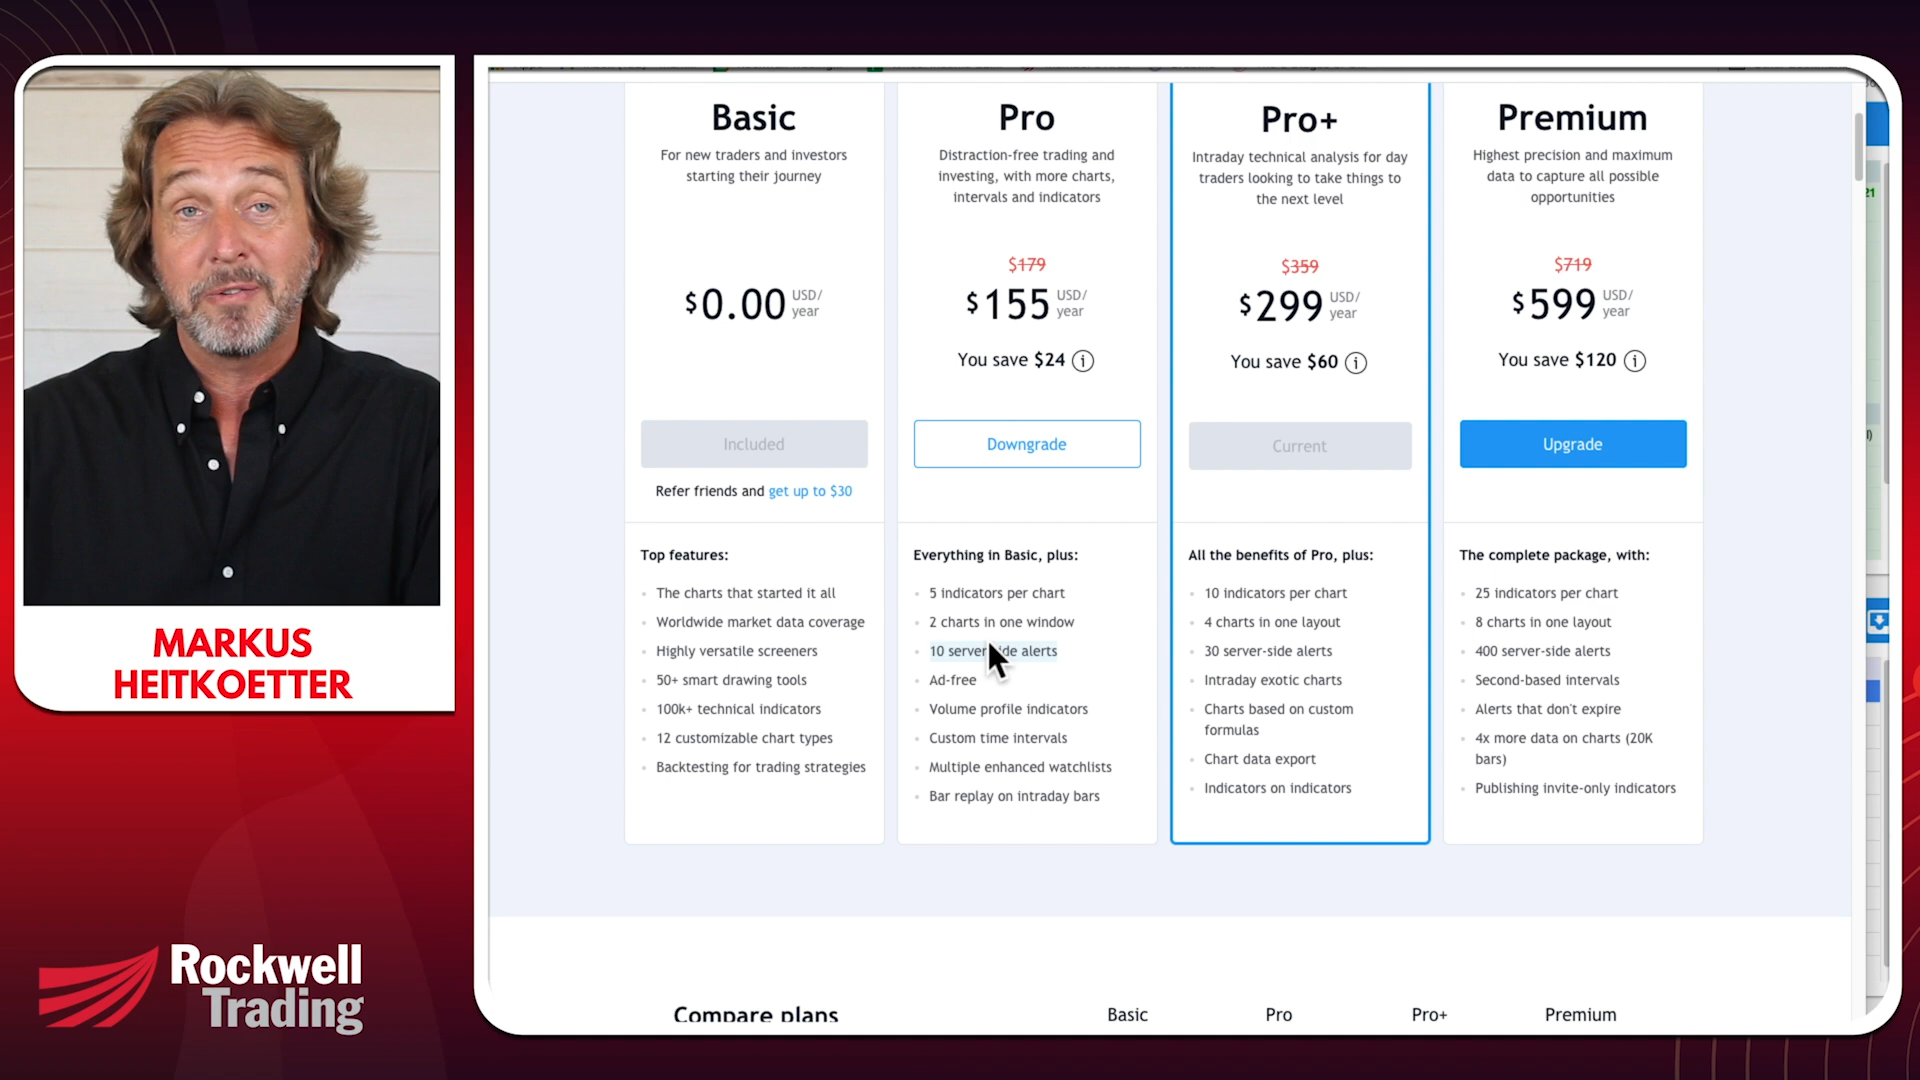 MARKUS
HEITKOETTER
Rockwell
Trading
Basic
For new traders and investors
starting their journey
$0.00 USD/
year
Included
Refer friends and get up to $30
Top features:
The charts that started it all
Worldwide market data coverage
Highly versatile screeners
50+ smart drawing tools
100k+ technical indicators
12 customizable chart types
Backtesting for trading strategies
Pro
Distraction-free trading and
investing, with more charts,
intervals and indicators
$179
$155 USD/
year
You save $24
Downgrade
Everything in Basic, plus:
5 indicators per chart
2 charts in one window
10 server-side alerts
Ad-free
Volume profile indicators
Custom time intervals
Multiple enhanced watchlists
Bar replay on intraday bars
Pro+
Intraday technical analysis for day
traders looking to take things to
the next level
$359
$299 USD/
year
You save $60
Current
All the benefits of Pro, plus:
10 indicators per chart
4 charts in one layout
30 server-side alerts
Intraday exotic charts
Charts based on custom
formulas
Chart data export
Indicators on indicators
Premium
Highest precision and maximum
data to capture all possible
opportunities
$719
$599 USD/
year
You save $120
Upgrade
The complete package, with:
25 indicators per chart
8 charts in one layout
400 server-side alerts
Second-based intervals
Alerts that don't expire
4x more data on charts (20K
bars)
Publishing invite-only indicators
Compare plans Basic Pro Pro+ Premium
21